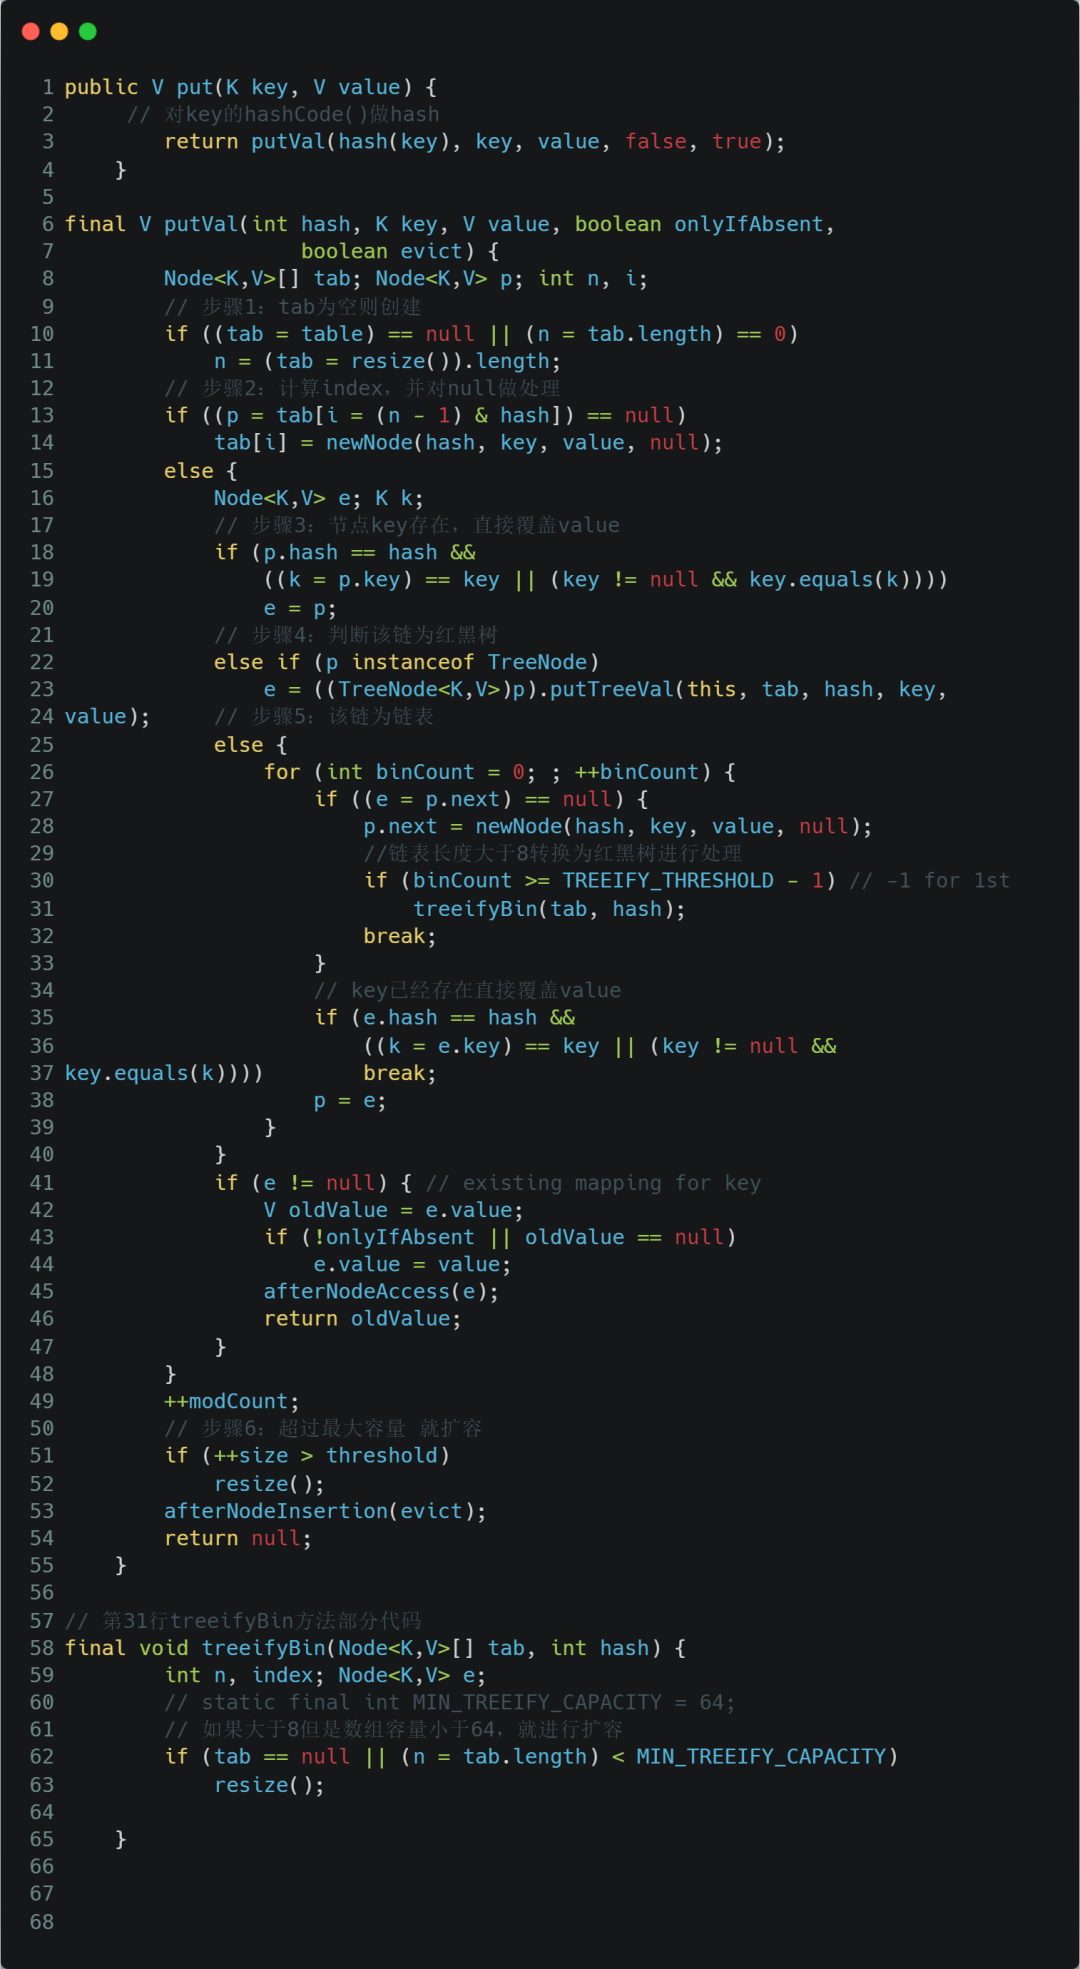 1 public V put(K key, V value) {
2 // 对key的hashCode()做hash
3 return putVal(hash(key), key, value, false, true);
4 }
5
6 final V putVal(int hash, K key, V value, boolean onlyIfAbsent,
7 boolean evict) {
8 Node<K,V>[] tab; Node<K,V> p; int n, i;
9 // 步骤1：tab为空则创建
10 if ((tab = table) == null || (n = tab.length) == 0)
11 n = (tab = resize()).length;
12 // 步骤2：计算index，并对null做处理
13 if ((p = tab[i = (n - 1) & hash]) == null)
14 tab[i] = newNode(hash, key, value, null);
15 else {
16 Node<K,V> e; K k;
17 // 步骤3：节点key存在，直接覆盖value
18 if (p.hash == hash &&
19 ((k = p.key) == key || (key != null && key.equals(k))))
20 e = p;
21 // 步骤4：判断该链为红黑树
22 else if (p instanceof TreeNode)
23 e = ((TreeNode<K,V>)p).putTreeVal(this, tab, hash, key,
24 value); // 步骤5：该链为链表
25 else {
26 for (int binCount = 0; ; ++binCount) {
27 if ((e = p.next) == null) {
28 p.next = newNode(hash, key, value, null);
29 //链表长度大于8转换为红黑树进行处理
30 if (binCount >= TREEIFY_THRESHOLD - 1) // -1 for 1st
31 treeifyBin(tab, hash);
32 break;
33 }
34 // key已经存在直接覆盖value
35 if (e.hash == hash &&
36 ((k = e.key) == key || (key != null &&
37 key.equals(k)))) break;
38 p = e;
39 }
40 }
41 if (e != null) { // existing mapping for key
42 V oldValue = e.value;
43 if (!onlyIfAbsent || oldValue == null)
44 e.value = value;
45 afterNodeAccess(e);
46 return oldValue;
47 }
48 }
49 ++modCount;
50 // 步骤6：超过最大容量 就扩容
51 if (++size > threshold)
52 resize();
53 afterNodeInsertion(evict);
54 return null;
55 }
56
57 // 第31行treeifyBin方法部分代码
58 final void treeifyBin(Node<K,V>[] tab, int hash) {
59 int n, index; Node<K,V> e;
60 // static final int MIN_TREEIFY_CAPACITY = 64;
61 // 如果大于8但是数组容量小于64，就进行扩容
62 if (tab == null || (n = tab.length) < MIN_TREEIFY_CAPACITY)
63 resize();
64
65 }
66
67
68